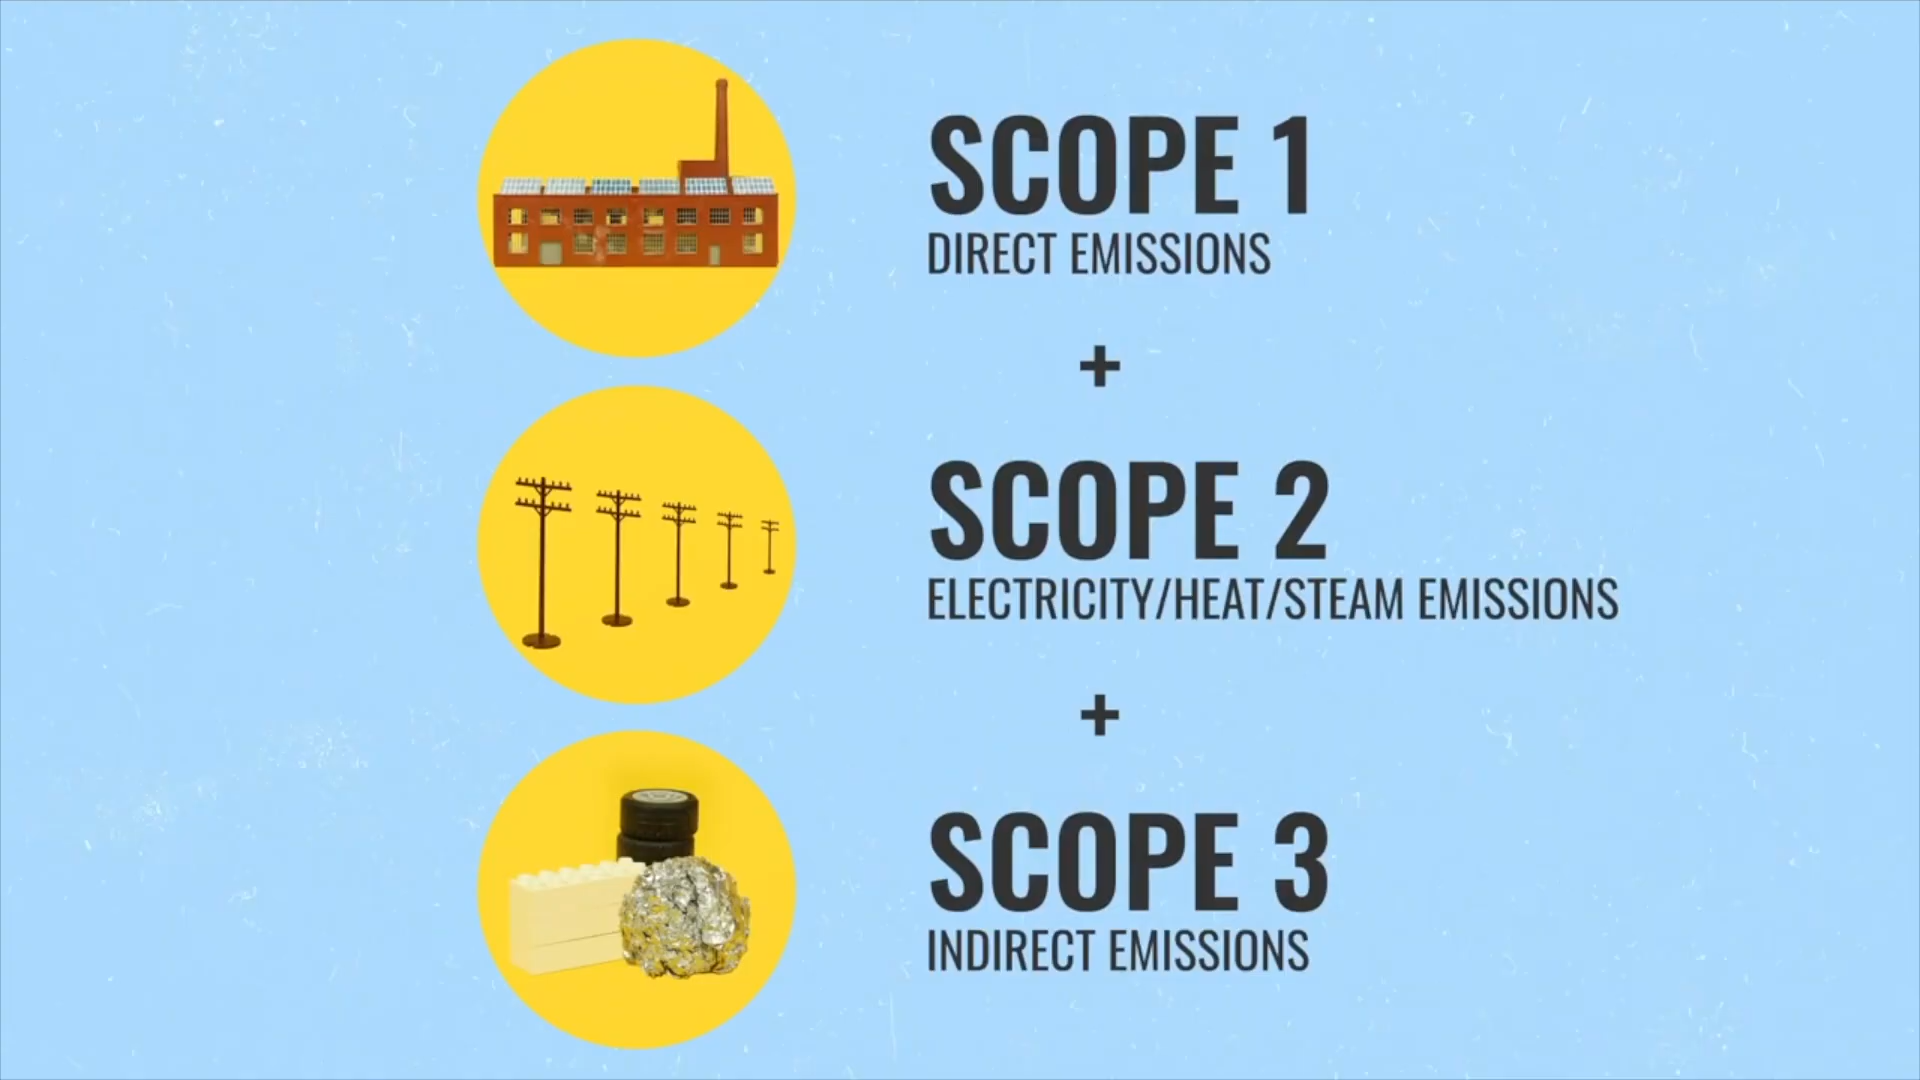 SCOPE 1
DIRECT EMISSIONS
+
SCOPE 2
ELECTRICITY/HEAT/STEAM EMISSIONS
+
SCOPE 3
INDIRECT EMISSIONS